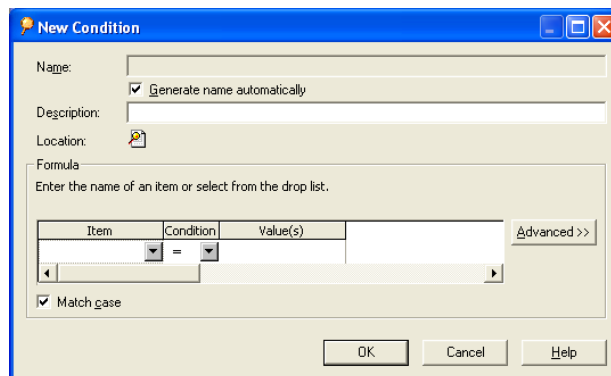 New Condition
Name:
Generate name automatically
Description:
Location:
Formula
Enter the name of an item or select from the drop list.
Item Condition Value(s)
=
Advanced >>
Match case
OK Cancel Help